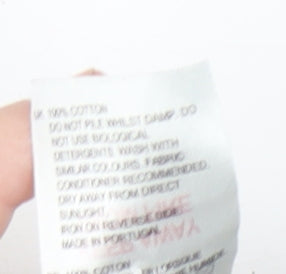 UK 100% COTTON
DO NOT PILE WHILST DAMP. DO
NOT USE BIOLOGICAL
DETERGENTS. WASH WITH
SIMILAR COLOURS. FABRIC
CONDITIONER RECOMMENDED.
DRY AWAY FROM DIRECT
SUNLIGHT.
IRON ON REVERSE SIDE.
MADE IN PORTUGAL
100% COTON